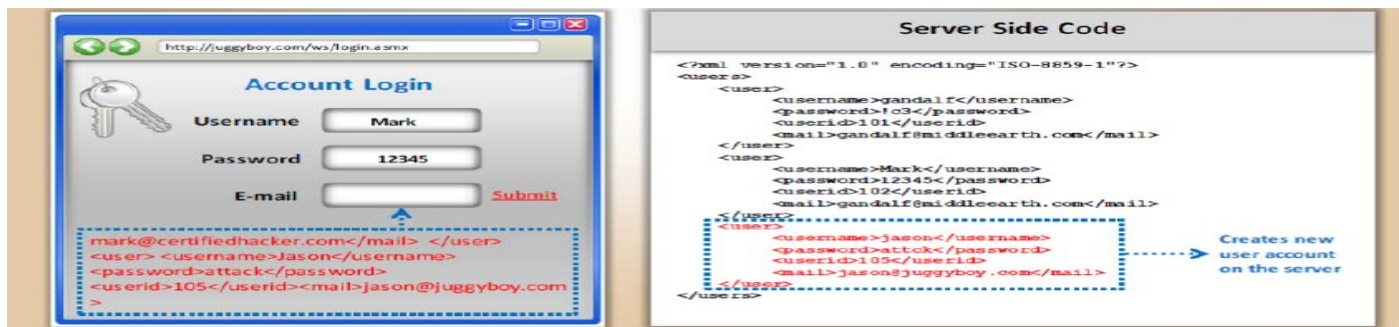 http://juggyboy.com/ws/login.asmx
Account Login
Username Mark
Password 12345
E-mail Submit
mark@certifiedhacker.com</mail> </user>
<user> <username>Jason</username>
<password>attack</password>
<userid>105</userid><mail>jason@juggyboy.com
>
Server Side Code
<?xml version="1.0" encoding="ISO-8859-1"?>
<users>
<user>
<username>gandalf</username>
<password>!c3</password>
<userid>101</userid>
<mail>gandalf@middleearth.com</mail>
</user>
<user>
<username>Mark</username>
<password>12345</password>
<userid>102</userid>
<mail>gandalf@middleearth.com</mail>
</user>
<user>
<username>jason</username>
<password>attck</password>
<userid>105</userid>
<mail>jason@juggyboy.com</mail>
</user>
</users>
Creates new
user account
on the server